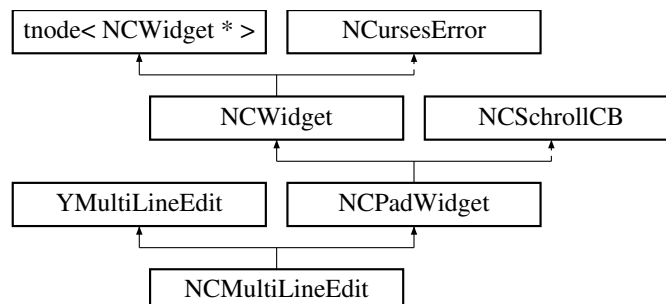 tnode< NCWidget * >
NCursesError
NCWidget
NCSchrollCB
YMultiLineEdit
NCPadWidget
NCMultiLineEdit